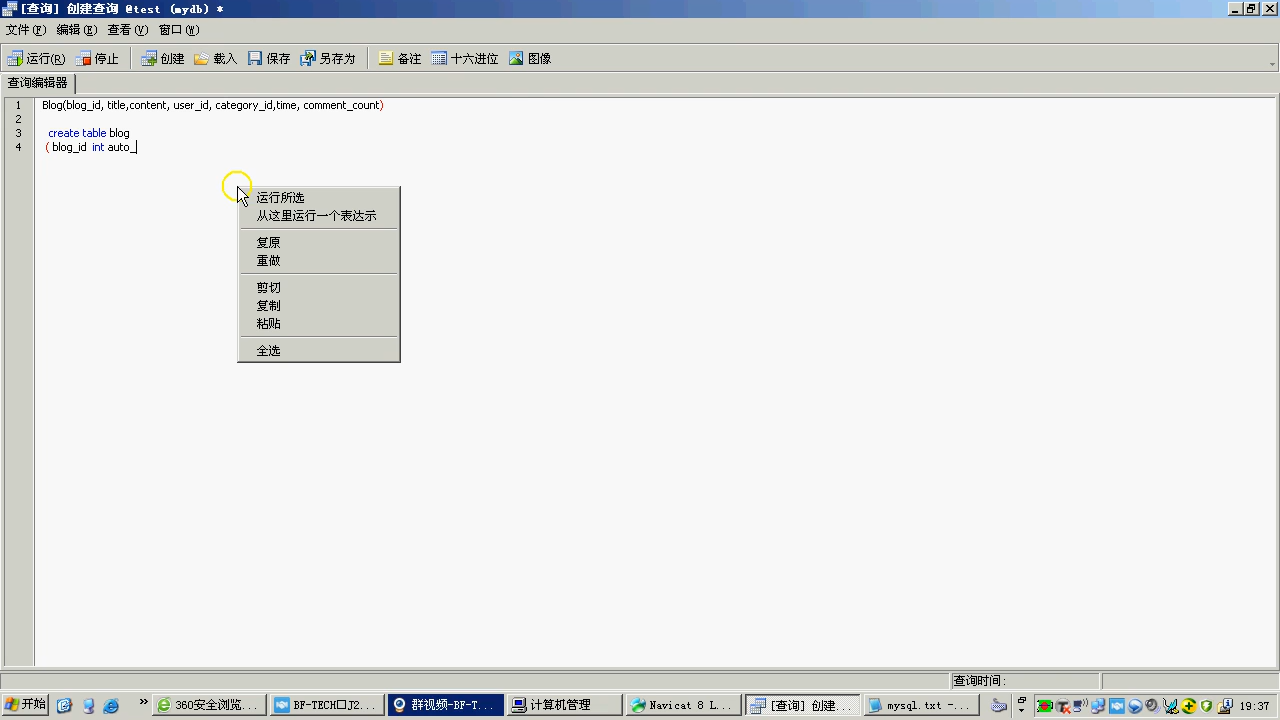 [查询] 创建查询 @test (mydb) *
文件(F) 编辑(E) 查看(V) 窗口(W)
运行(R) 停止 创建 载入 保存 另存为 备注 十六进位 图像
查询编辑器
1 Blog(blog_id, title,content, user_id, category_id,time, comment_count)
2
3 create table blog
4 ( blog_id int auto_
运行所选
从这里运行一个表达示
复原
重做
剪切
复制
粘贴
全选
查询时间:
开始 » 360安全浏览... BF-TECH口J2... 群视频-BF-T... 计算机管理 Navicat 8 L... [查询] 创建... mysql.txt -... 19:37